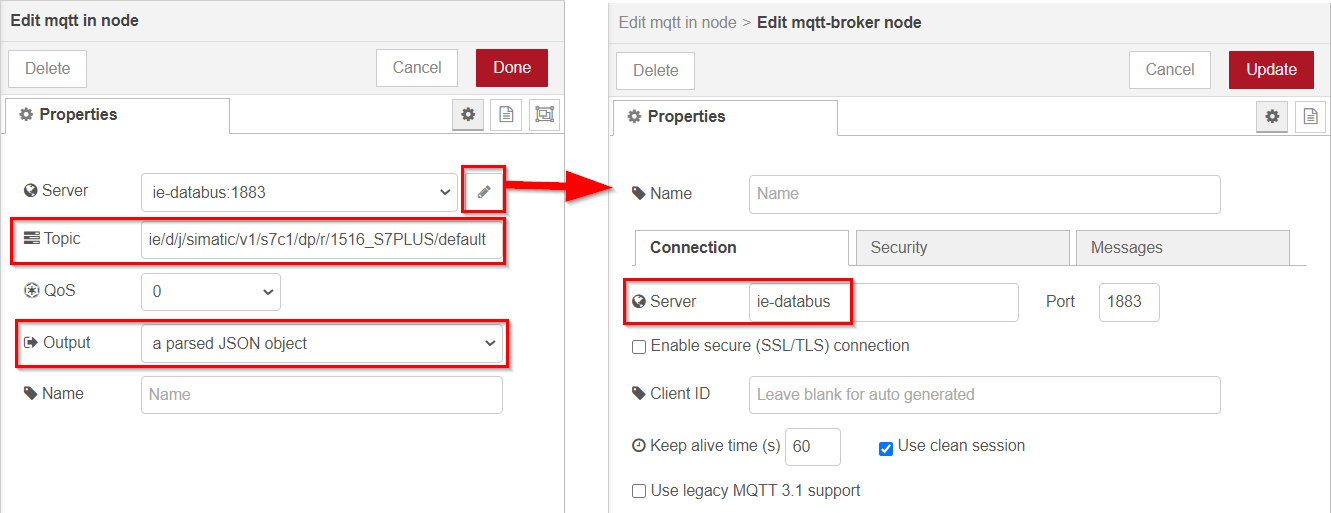 Edit mqtt in node
Delete
Cancel
Done
Properties
Server
ie-databus:1883
Topic
ie/d/j/simatic/v1/s7c1/dp/r/1516_S7PLUS/default
QoS
0
Output
a parsed JSON object
Name
Name
Edit mqtt in node > Edit mqtt-broker node
Delete
Cancel
Update
Properties
Name
Name
Connection
Security
Messages
Server
ie-databus
Port
1883
Enable secure (SSL/TLS) connection
Client ID
Leave blank for auto generated
Keep alive time (s)
60
Use clean session
Use legacy MQTT 3.1 support